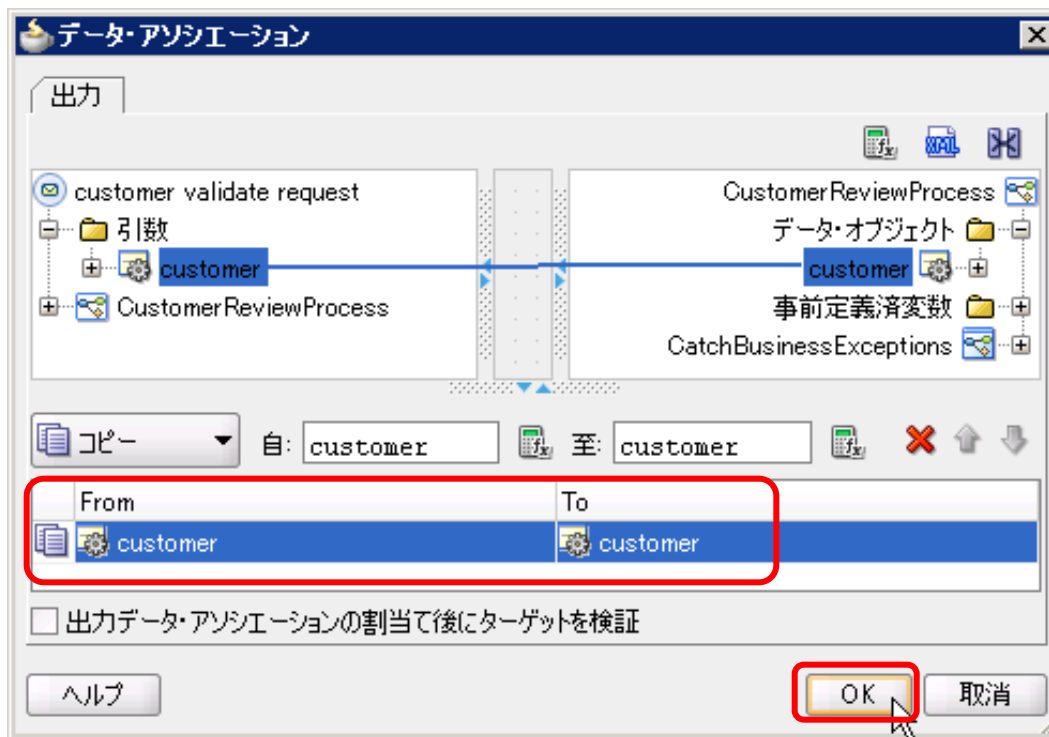 データ・アソシエーション
出力
customer validate request
引数
customer
CustomerReviewProcess
CustomerReviewProcess
データ・オブジェクト
customer
事前定義済変数
CatchBusinessExceptions
コピー 自: customer 至: customer
From To
customer customer
出力データ・アソシエーションの割当て後にターゲットを検証
ヘルプ OK 取消